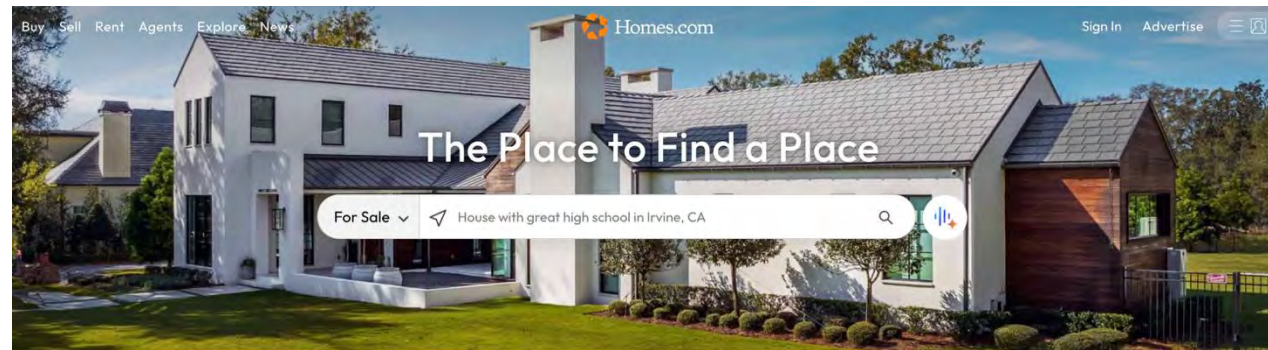 Buy Sell Rent Agents Explore News
Homes.com
Sign In Advertise
The Place to Find a Place
For Sale
House with great high school in Irvine, CA